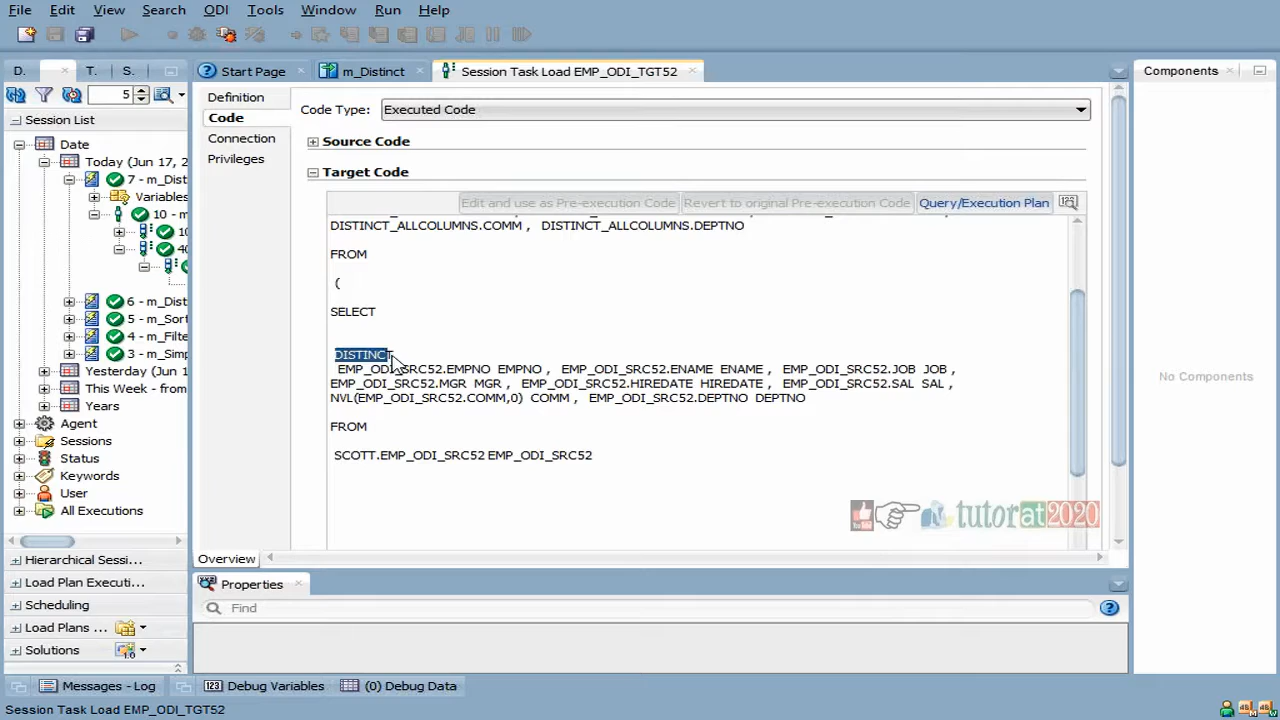 File Edit View Search ODI Tools Window Run Help
D. T. S. Start Page m_Distinct Session Task Load EMP_ODI_TGT52 Components
5
Definition
Code
Connection
Privileges
Code Type: Executed Code
Source Code
Target Code
Edit and use as Pre-execution Code Revert to original Pre-execution Code Query/Execution Plan
Session List
Date
Today (Jun 17, 2
7 - m_Dist
Variables
10 - m
10
40
6 - m_Dist
5 - m_Sort
4 - m_Filte
3 - m_Simp
Yesterday (Jun 1
This Week - from
Years
Agent
Sessions
Status
Keywords
User
All Executions
Hierarchical Sessi...
Load Plan Executi...
Scheduling
Load Plans ...
Solutions
DISTINCT_ALLCOLUMNS.COMM , DISTINCT_ALLCOLUMNS.DEPTNO
FROM
(
SELECT
DISTINCT
EMP_ODI_SRC52.EMPNO EMPNO , EMP_ODI_SRC52.ENAME ENAME , EMP_ODI_SRC52.JOB JOB ,
EMP_ODI_SRC52.MGR MGR , EMP_ODI_SRC52.HIREDATE HIREDATE , EMP_ODI_SRC52.SAL SAL ,
NVL(EMP_ODI_SRC52.COMM,0) COMM , EMP_ODI_SRC52.DEPTNO DEPTNO
FROM
SCOTT.EMP_ODI_SRC52 EMP_ODI_SRC52
tutorat2020
Overview
Properties
Find
No Components
Messages - Log Debug Variables (0) Debug Data
Session Task Load EMP_ODI_TGT52